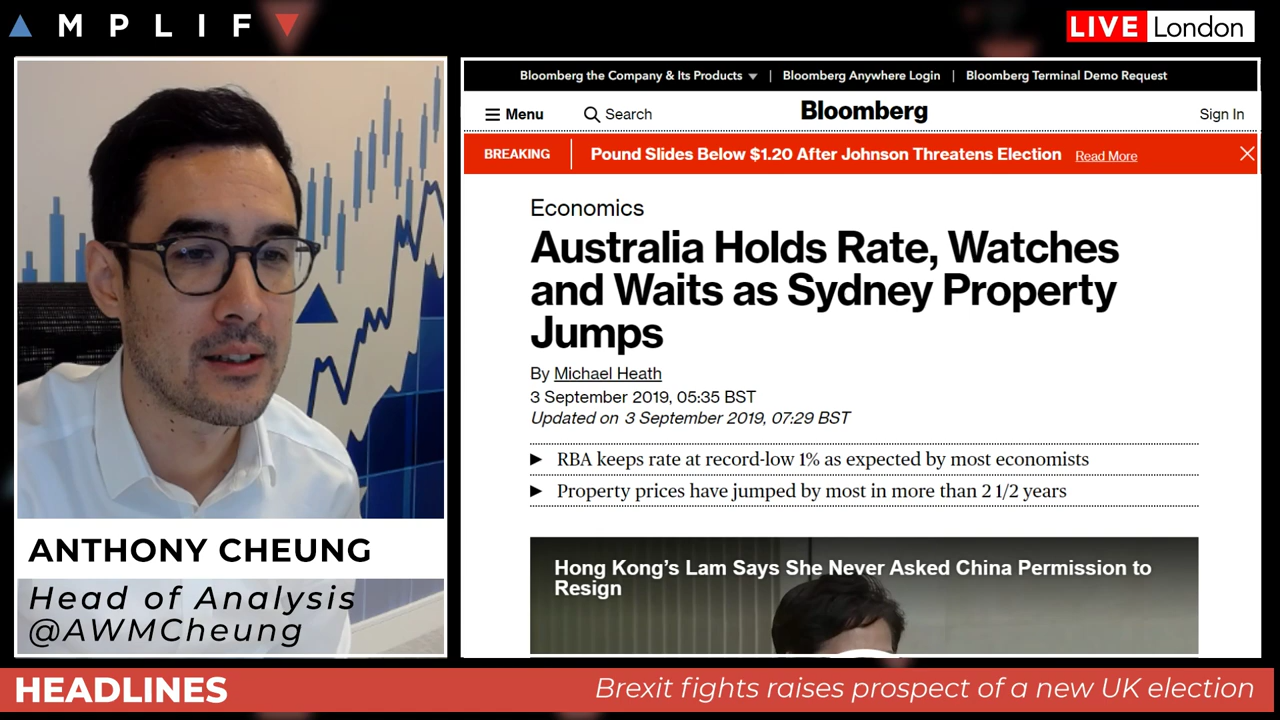 MPLIF
LIVE London
Bloomberg the Company & Its Products | Bloomberg Anywhere Login | Bloomberg Terminal Demo Request
Menu Search Bloomberg Sign In
BREAKING Pound Slides Below $1.20 After Johnson Threatens Election Read More
Economics
Australia Holds Rate, Watches
and Waits as Sydney Property
Jumps
By Michael Heath
3 September 2019, 05:35 BST
Updated on 3 September 2019, 07:29 BST
RBA keeps rate at record-low 1% as expected by most economists
Property prices have jumped by most in more than 2 1/2 years
Hong Kong's Lam Says She Never Asked China Permission to
Resign
ANTHONY CHEUNG
Head of Analysis
@AWMCheung
HEADLINES Brexit fights raises prospect of a new UK election